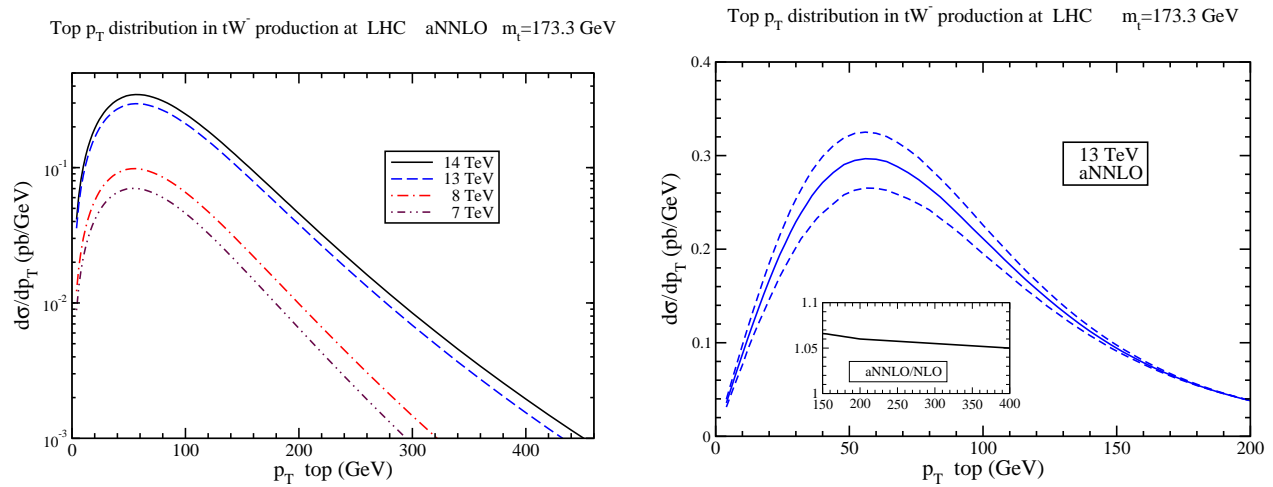 Top p_T distribution in tW^- production at LHC aNNLO m_t=173.3 GeV
dσ/dp_T (pb/GeV)
10^-1
10^-2
10^-3
14 TeV
13 TeV
8 TeV
7 TeV
0 100 200 300 400
p_T top (GeV)
Top p_T distribution in tW^- production at LHC m_t=173.3 GeV
dσ/dp_T (pb/GeV)
0.4
0.3
0.2
0.1
0
13 TeV
aNNLO
1.1
1.05
1
aNNLO/NLO
150 200 250 300 350 400
0 50 100 150 200
p_T top (GeV)